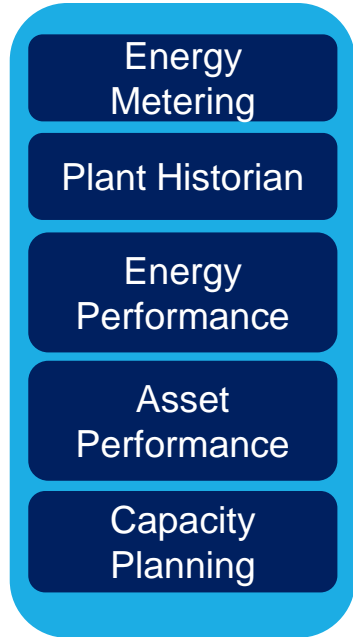 Energy
Metering
Plant Historian
Energy
Performance
Asset
Performance
Capacity
Planning